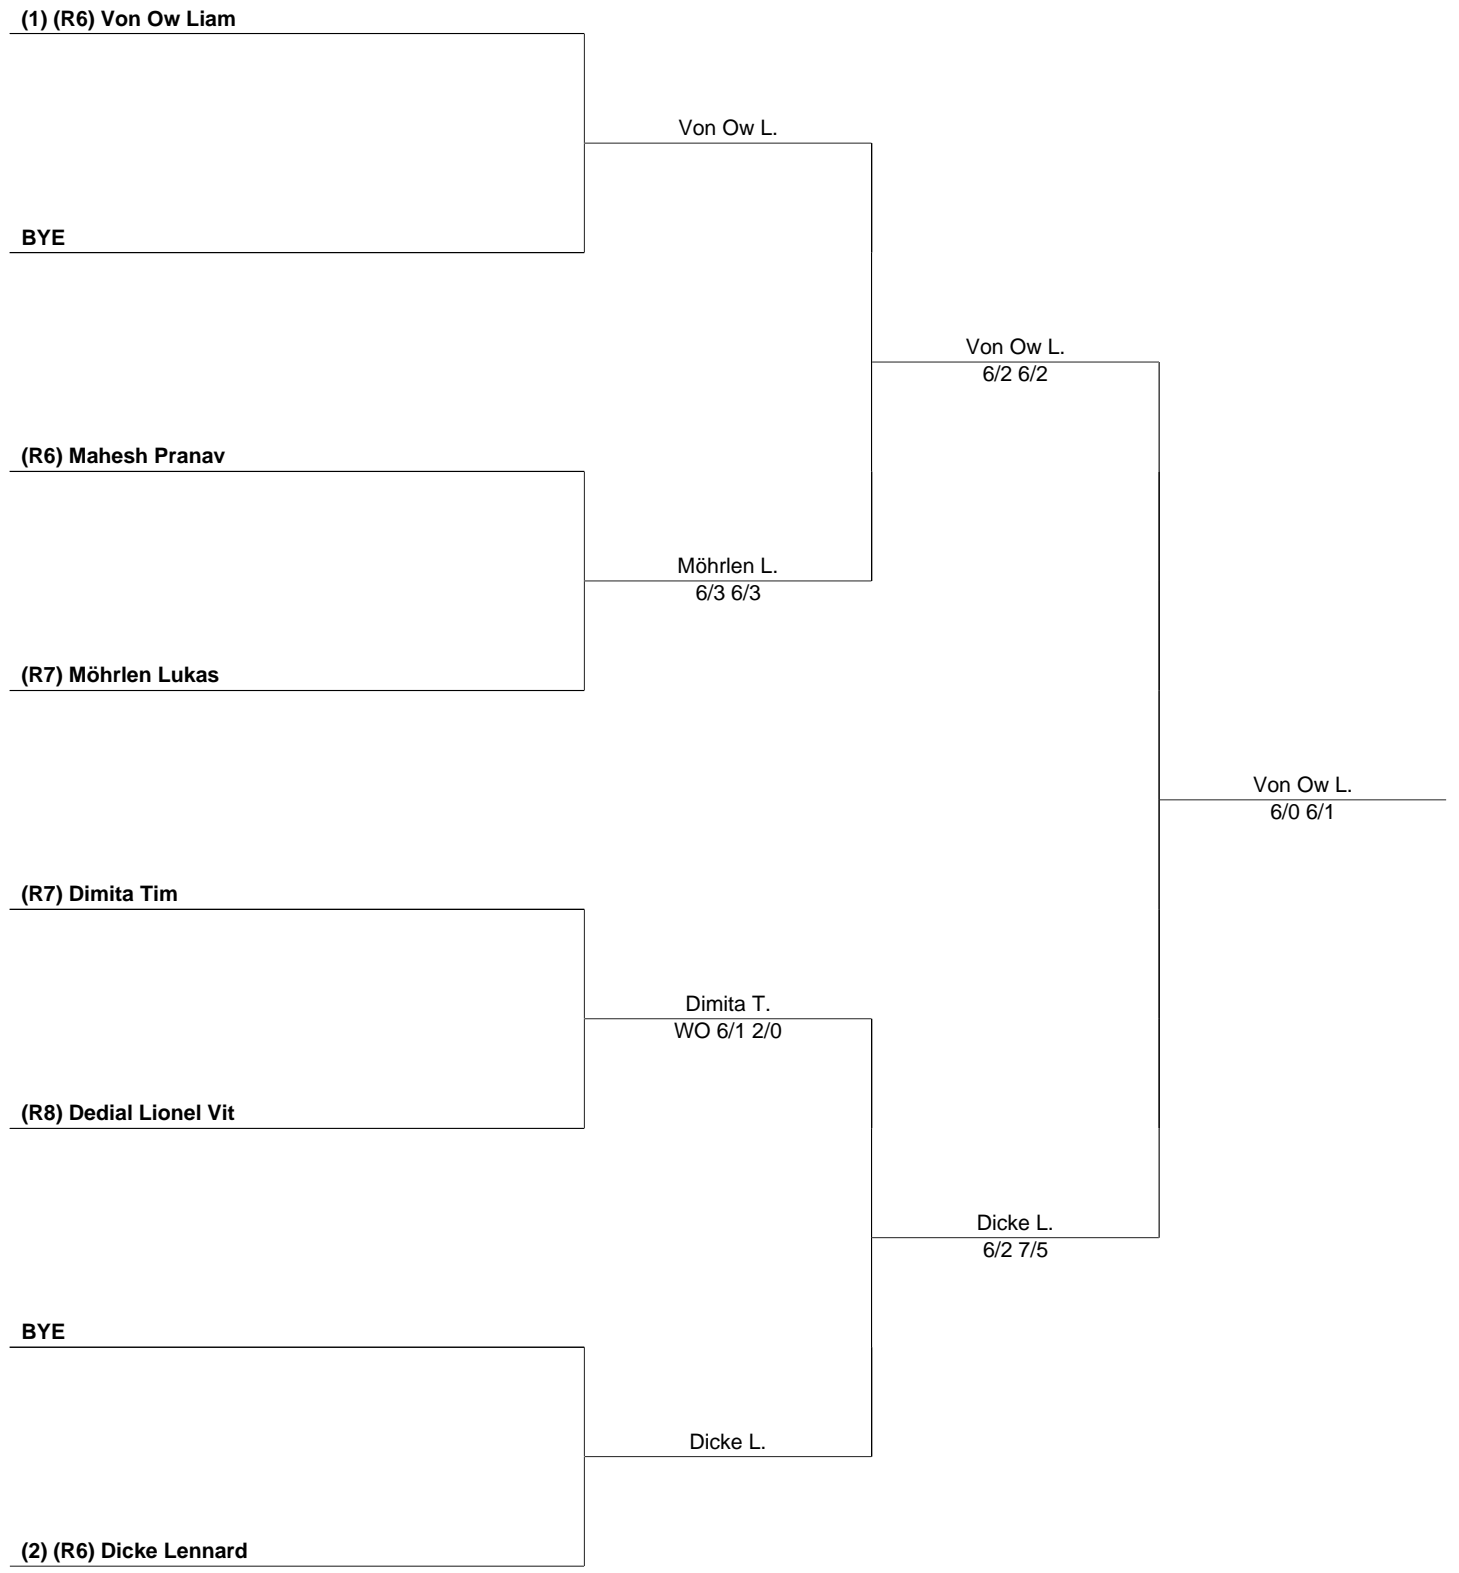 (1) (R6) Von Ow Liam
Von Ow L.
BYE
Von Ow L.
6/2 6/2
(R6) Mahesh Pranav
Möhrlen L.
6/3 6/3
(R7) Möhrlen Lukas
Von Ow L.
6/0 6/1
(R7) Dimita Tim
Dimita T.
WO 6/1 2/0
(R8) Dedial Lionel Vit
Dicke L.
6/2 7/5
BYE
Dicke L.
(2) (R6) Dicke Lennard